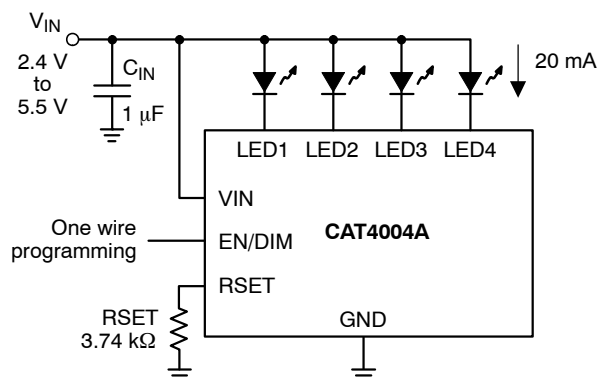 VIN
2.4 V
to
5.5 V
CIN
1 μF
20 mA
LED1 LED2 LED3 LED4
VIN
One wire
programming
EN/DIM
CAT4004A
RSET
RSET
3.74 kΩ
GND